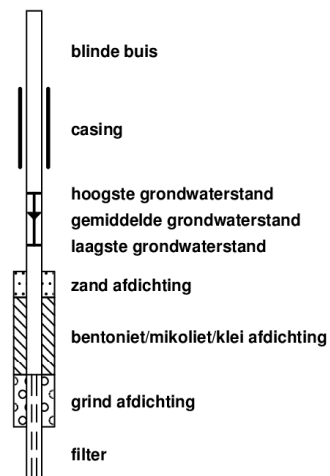 blinde buis
casing
hoogste grondwaterstand
gemiddelde grondwaterstand
laagste grondwaterstand
zand afdichting
bentoniet/mikoliet/klei afdichting
grind afdichting
filter